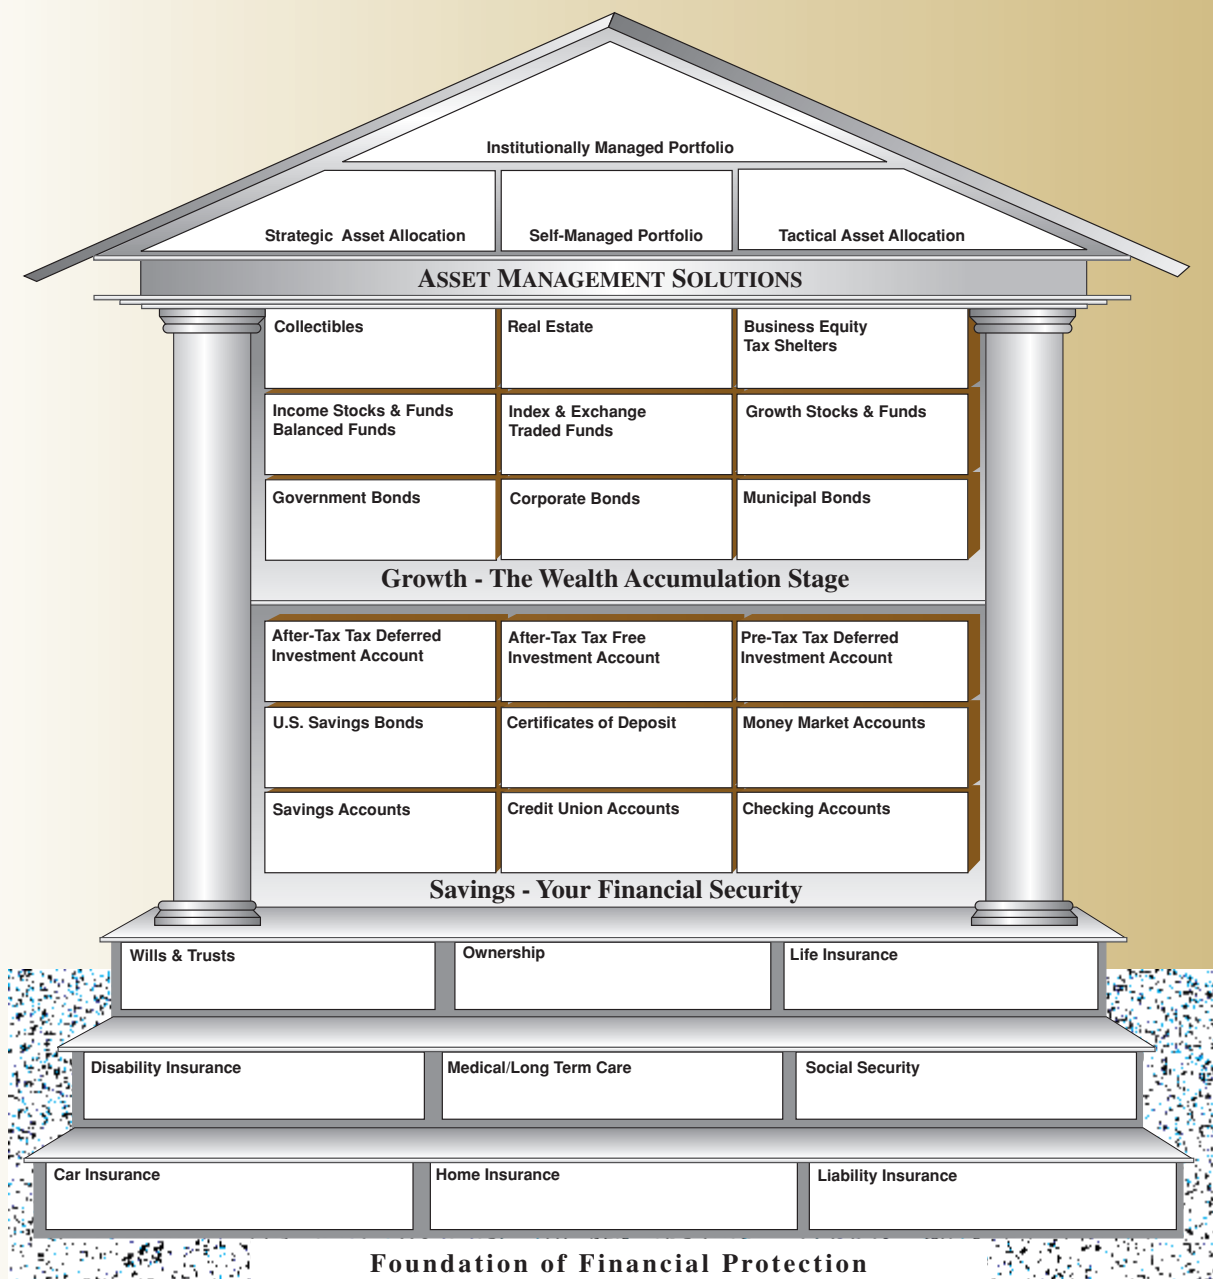 Institutionally Managed Portfolio
Strategic Asset Allocation
Self-Managed Portfolio
Tactical Asset Allocation
ASSET MANAGEMENT SOLUTIONS
Collectibles
Real Estate
Business Equity
Tax Shelters
Income Stocks & Funds
Balanced Funds
Index & Exchange
Traded Funds
Growth Stocks & Funds
Government Bonds
Corporate Bonds
Municipal Bonds
Growth - The Wealth Accumulation Stage
After-Tax Tax Deferred
Investment Account
After-Tax Tax Free
Investment Account
Pre-Tax Tax Deferred
Investment Account
U.S. Savings Bonds
Certificates of Deposit
Money Market Accounts
Savings Accounts
Credit Union Accounts
Checking Accounts
Savings - Your Financial Security
Wills & Trusts
Ownership
Life Insurance
Disability Insurance
Medical/Long Term Care
Social Security
Car Insurance
Home Insurance
Liability Insurance
Foundation of Financial Protection